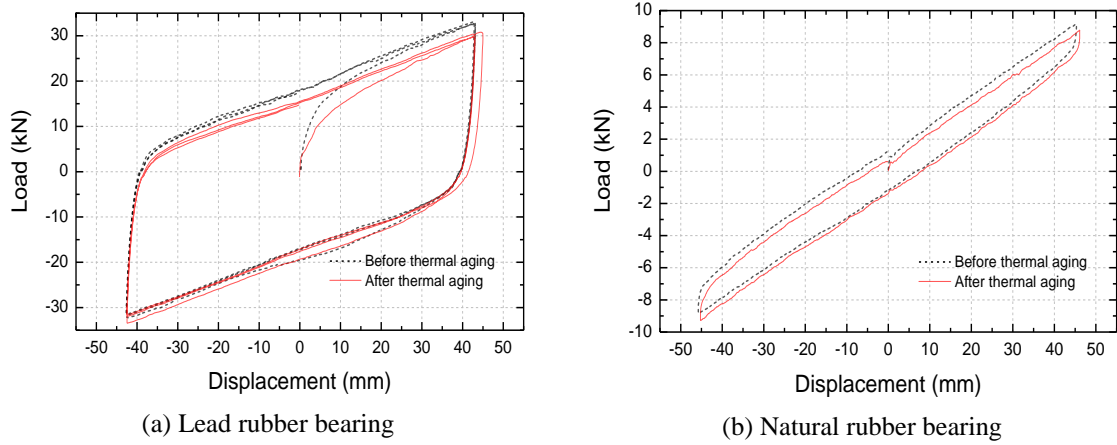 30
20
10
0
-10
-20
-30
Load (kN)
Before thermal aging
After thermal aging
-50 -40 -30 -20 -10 0 10 20 30 40 50
Displacement (mm)
(a) Lead rubber bearing
10
8
6
4
2
0
-2
-4
-6
-8
-10
Load (kN)
Before thermal aging
After thermal aging
-50 -40 -30 -20 -10 0 10 20 30 40 50
Displacement (mm)
(b) Natural rubber bearing